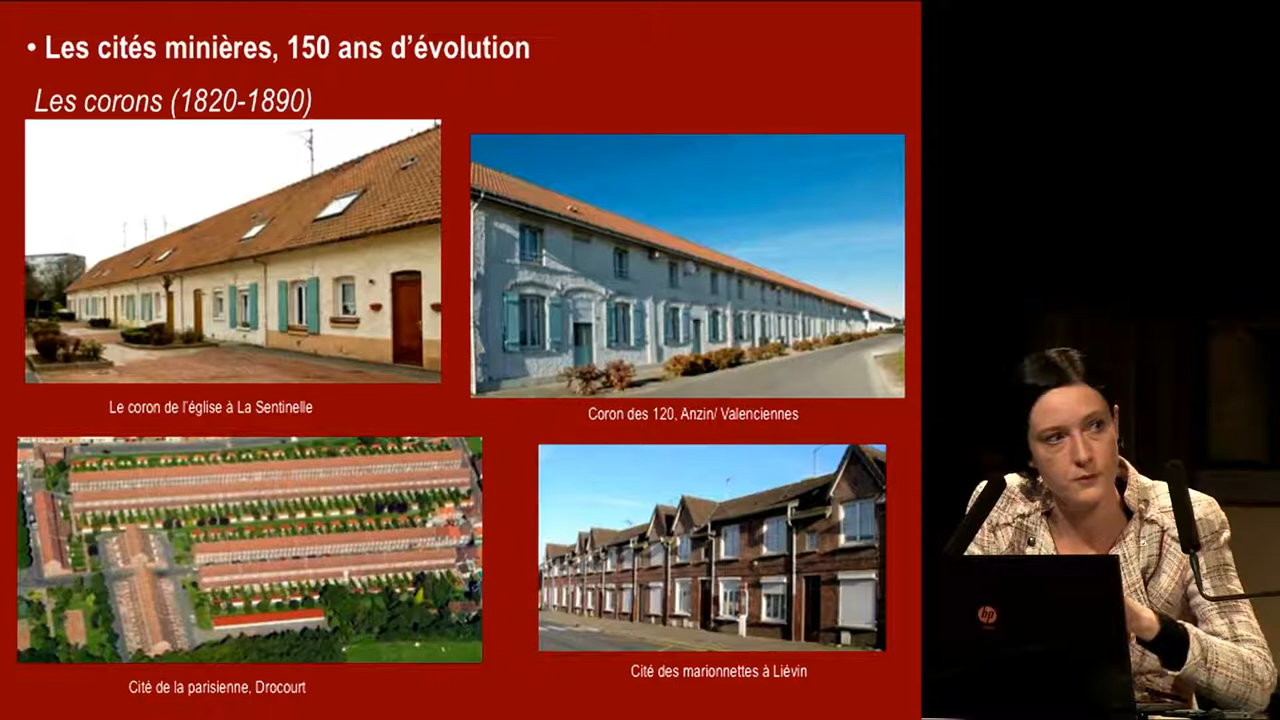 • Les cités minières, 150 ans d'évolution
Les corons (1820-1890)
Le coron de l'église à La Sentinelle
Coron des 120, Anzin/ Valenciennes
Cité de la parisienne, Drocourt
Cité des marionnettes à Liévin
hp